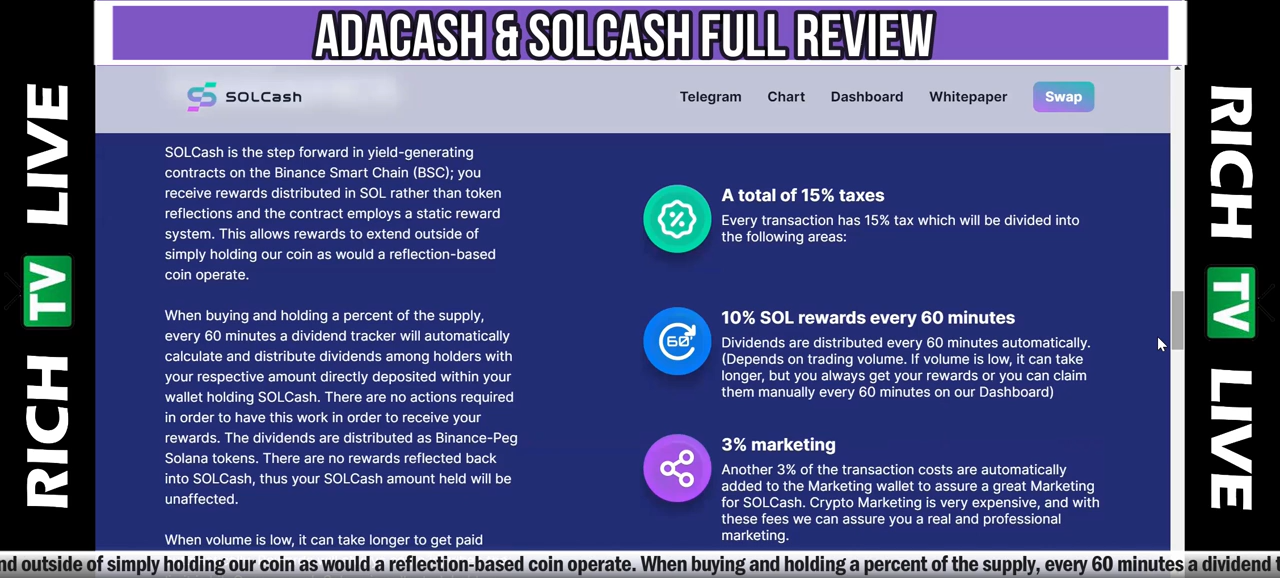 ADACASH & SOLCASH FULL REVIEW
SOLCash
Telegram
Chart
Dashboard
Whitepaper
Swap
RICH TV LIVE
SOLCash is the step forward in yield-generating
contracts on the Binance Smart Chain (BSC); you
receive rewards distributed in SOL rather than token
reflections and the contract employs a static reward
system. This allows rewards to extend outside of
simply holding our coin as would a reflection-based
coin operate.
When buying and holding a percent of the supply,
every 60 minutes a dividend tracker will automatically
calculate and distribute dividends among holders with
your respective amount directly deposited within your
wallet holding SOLCash. There are no actions required
in order to have this work in order to receive your
rewards. The dividends are distributed as Binance-Peg
Solana tokens. There are no rewards reflected back
into SOLCash, thus your SOLCash amount held will be
unaffected.
When volume is low, it can take longer to get paid
A total of 15% taxes
Every transaction has 15% tax which will be divided into
the following areas:
60
10% SOL rewards every 60 minutes
Dividends are distributed every 60 minutes automatically.
(Depends on trading volume. If volume is low, it can take
longer, but you always get your rewards or you can claim
them manually every 60 minutes on our Dashboard)
3% marketing
Another 3% of the transaction costs are automatically
added to the Marketing wallet to assure a great Marketing
for SOLCash. Crypto Marketing is very expensive, and with
these fees we can assure you a real and professional
marketing.
RICH TV LIVE
nd outside of simply holding our coin as would a reflection-based coin operate. When buying and holding a percent of the supply, every 60 minutes a dividend